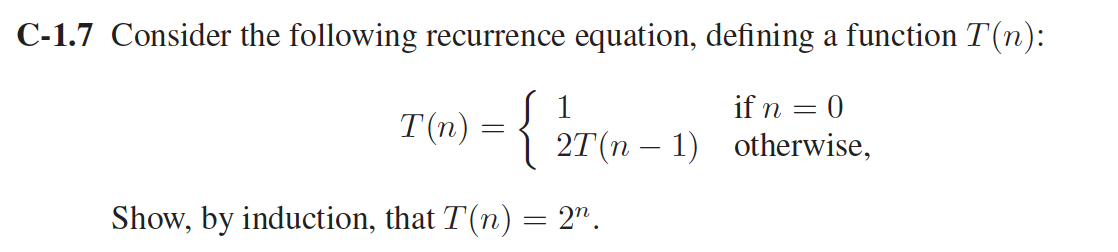 C-1.7 Consider the following recurrence equation, defining a function T(n):
T(n) = { 1 if n = 0
2T(n − 1) otherwise,
Show, by induction, that T(n) = 2ⁿ.